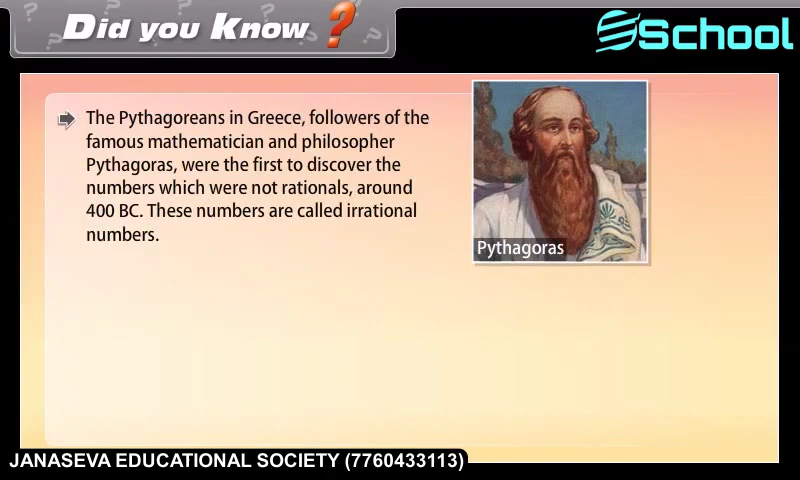 Did you Know ?
School
The Pythagoreans in Greece, followers of the
famous mathematician and philosopher
Pythagoras, were the first to discover the
numbers which were not rationals, around
400 BC. These numbers are called irrational
numbers.
Pythagoras
JANASEVA EDUCATIONAL SOCIETY (7760433113)